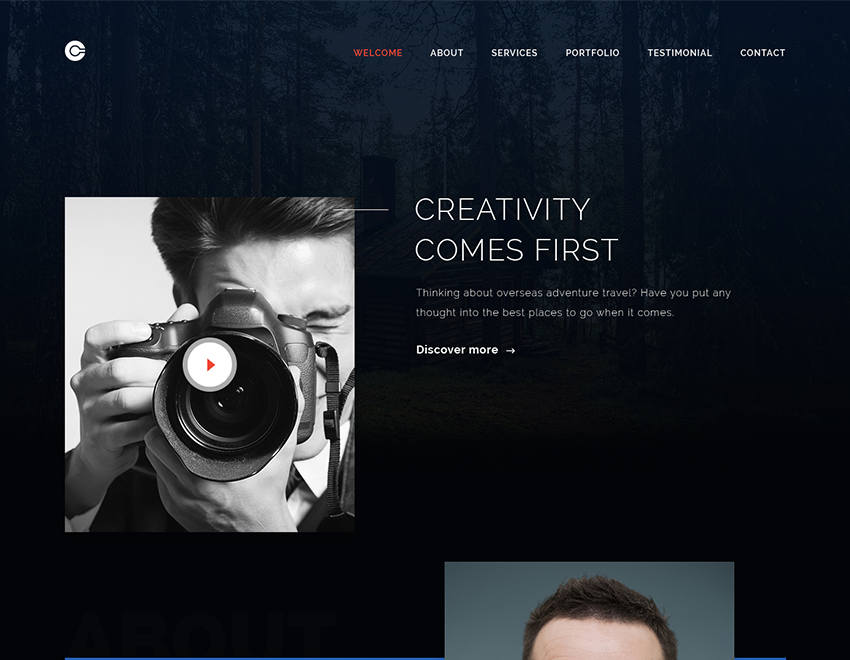 WELCOME ABOUT SERVICES PORTFOLIO TESTIMONIAL CONTACT
CREATIVITY
COMES FIRST
Thinking about overseas adventure travel? Have you put any
thought into the best places to go when it comes.
Discover more →
ABOUT